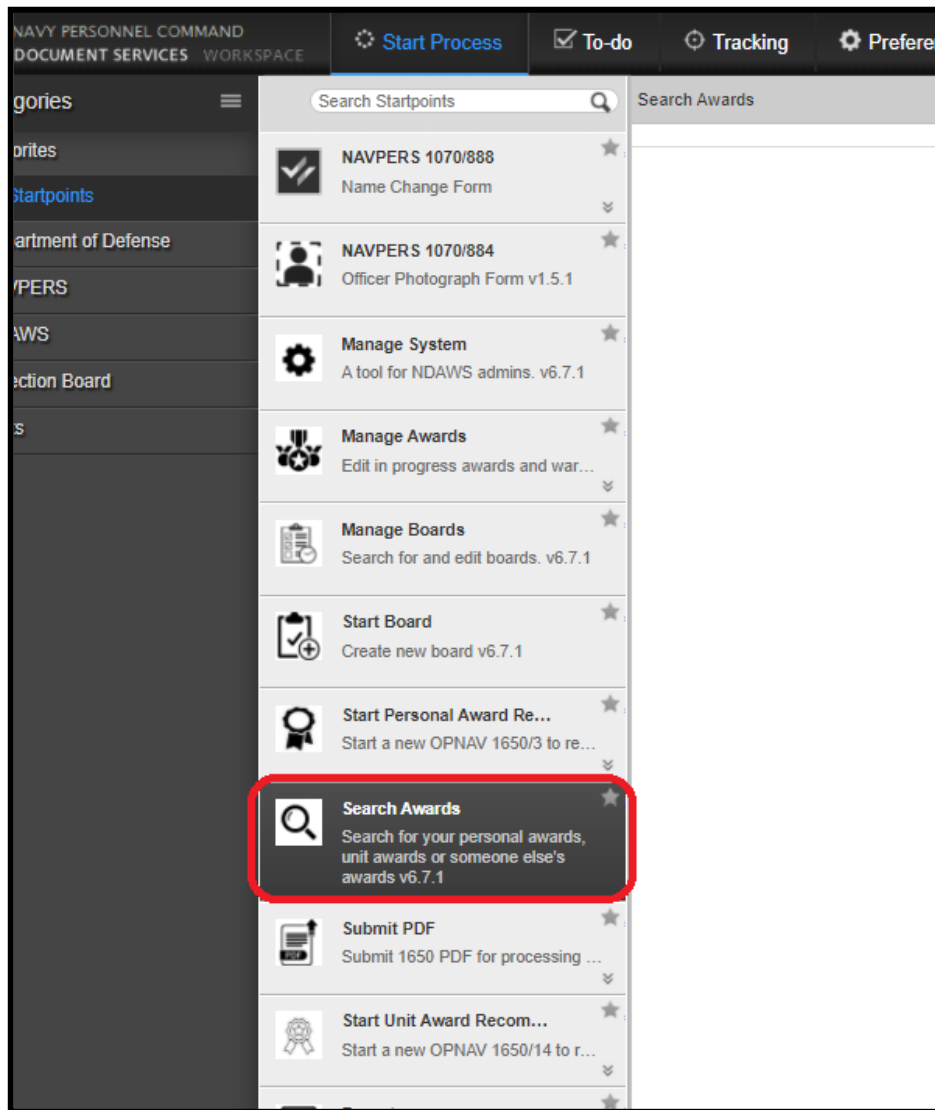 NAVY PERSONNEL COMMAND
DOCUMENT SERVICES WORKSPACE
Start Process
To-do
Tracking
Prefere
gories
orites
Startpoints
artment of Defense
VPERS
AWS
ection Board
s
Search Startpoints
NAVPERS 1070/888
Name Change Form
NAVPERS 1070/884
Officer Photograph Form v1.5.1
Manage System
A tool for NDAWS admins. v6.7.1
Manage Awards
Edit in progress awards and war...
Manage Boards
Search for and edit boards. v6.7.1
Start Board
Create new board v6.7.1
Start Personal Award Re...
Start a new OPNAV 1650/3 to re...
Search Awards
Search for your personal awards,
unit awards or someone else's
awards v6.7.1
Submit PDF
Submit 1650 PDF for processing ...
PDF
Start Unit Award Recom...
Start a new OPNAV 1650/14 to r...
Search Awards